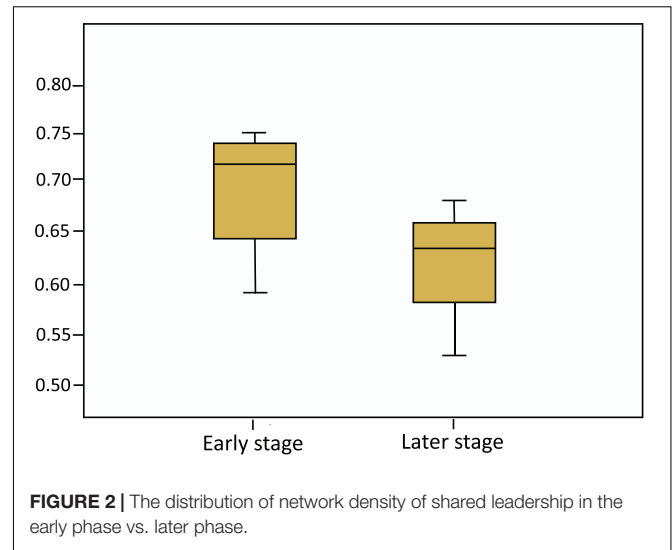 0.80
0.75
0.70
0.65
0.60
0.55
0.50
Early stage
Later stage
FIGURE 2 | The distribution of network density of shared leadership in the
early phase vs. later phase.